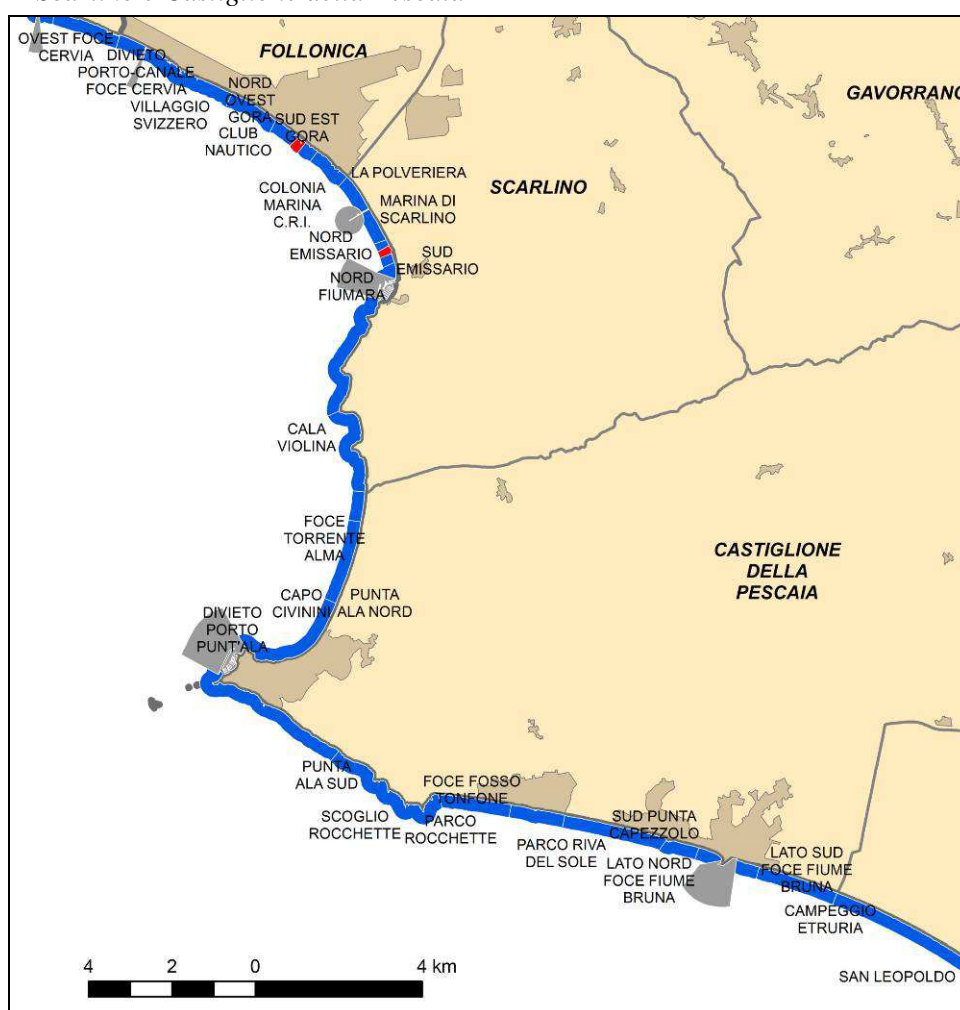 Scarlino e Castiglione della Pescaia
OVEST FOCE
CERVIA
DIVIETO
PORTO-CANALE
FOCE CERVIA
VILLAGGIO
SVIZZERO
FOLLONICA
NORD
OVEST
GORA
CLUB
NAUTICO
SUD EST
GORA
GAVORRANO
LA POLVERIERA
SCARLINO
COLONIA
MARINA
C.R.I.
MARINA DI
SCARLINO
NORD
EMISSARIO
SUD
EMISSARIO
NORD
FIUMARA
CALA
VIOLINA
FOCE
TORRENTE
ALMA
CASTIGLIONE
DELLA
PESCAIA
CAPO
CIVININI
PUNTA
ALA NORD
DIVIETO
PORTO
PUNT'ALA
PUNTA
ALA SUD
SCOGLIO
ROCCHETTE
PARCO
ROCCHETTE
FOCE FOSSO
TONFONE
PARCO RIVA
DEL SOLE
SUD PUNTA
CAPEZZOLO
LATO NORD
FOCE FIUME
BRUNA
LATO SUD
FOCE FIUME
BRUNA
CAMPEGGIO
ETRURIA
SAN LEOPOLDO
4 2 0 4 km